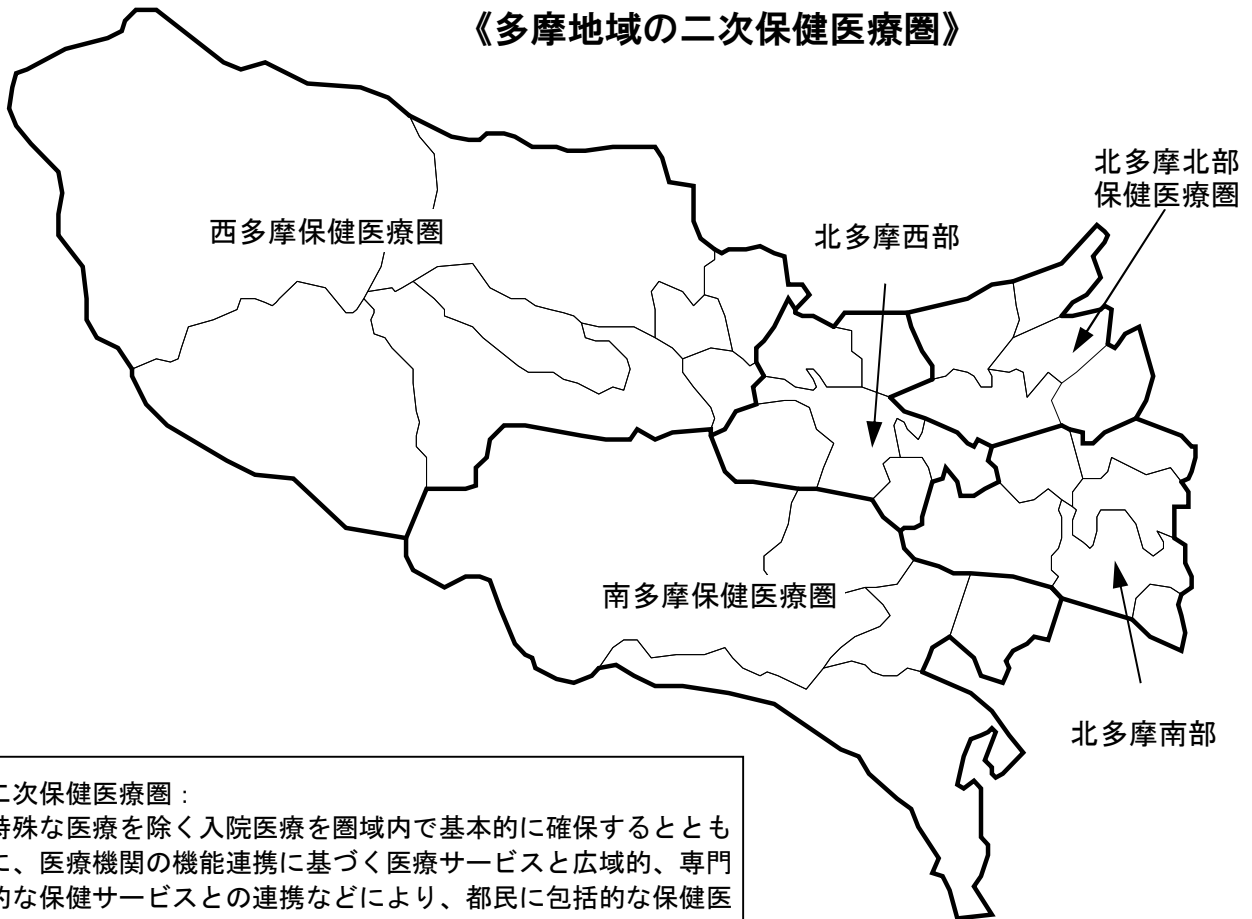 《多摩地域の二次保健医療圏》
北多摩北部
保健医療圏
西多摩保健医療圏
北多摩西部
南多摩保健医療圏
北多摩南部
二次保健医療圏：
特殊な医療を除く入院医療を圏域内で基本的に確保するととも
に、医療機関の機能連携に基づく医療サービスと広域的、専門
的な保健サービスとの連携などにより、都民に包括的な保健医